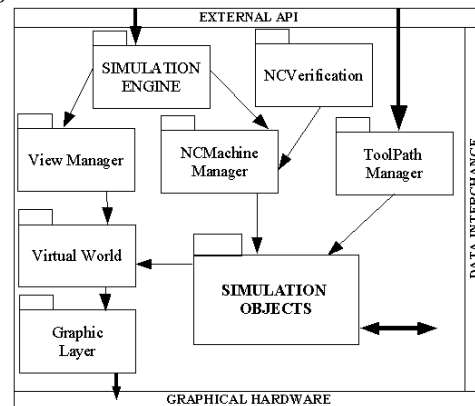 EXTERNAL API
SIMULATION
ENGINE
NCVerification
View Manager
NCMachine
Manager
ToolPath
Manager
DATA INTERCHANGE
Virtual World
SIMULATION
OBJECTS
Graphic
Layer
GRAPHICAL HARDWARE